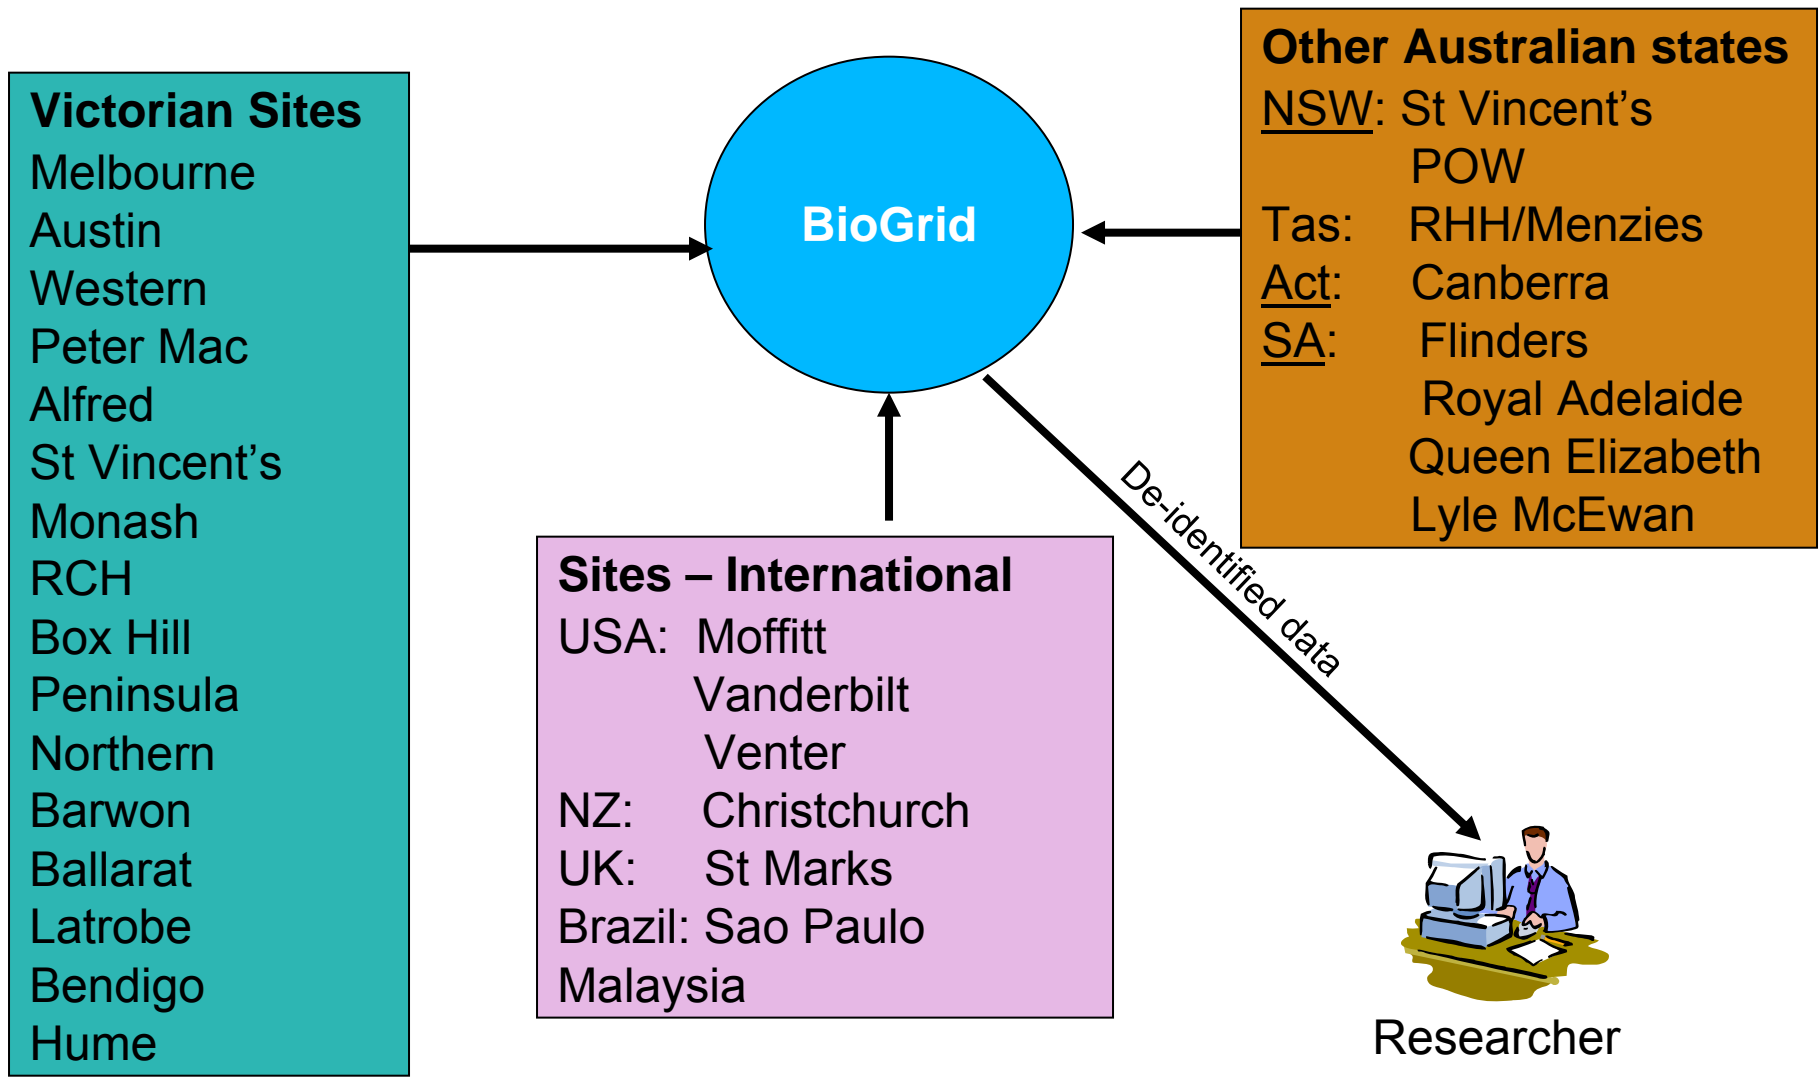 Victorian Sites
Melbourne
Austin
Western
Peter Mac
Alfred
St Vincent’s
Monash
RCH
Box Hill
Peninsula
Northern
Barwon
Ballarat
Latrobe
Bendigo
Hume
BioGrid
Other Australian states
NSW: St Vincent’s
POW
Tas: RHH/Menzies
Act: Canberra
SA: Flinders
Royal Adelaide
Queen Elizabeth
Lyle McEwan
Sites – International
USA: Moffitt
Vanderbilt
Venter
NZ: Christchurch
UK: St Marks
Brazil: Sao Paulo
Malaysia
De-identified data
Researcher